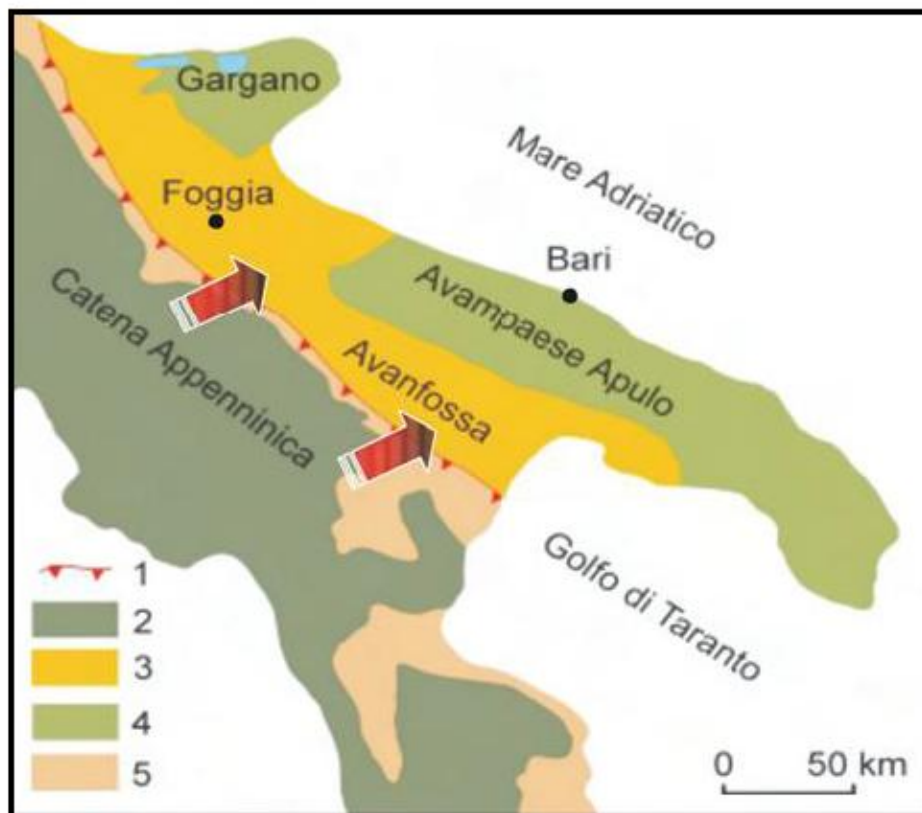 Gargano
Mare Adriatico
Foggia
Bari
Avampaese Apulo
Catena Appenninica
Avanfossa
Golfo di Taranto
1
2
3
4
5
0 50 km